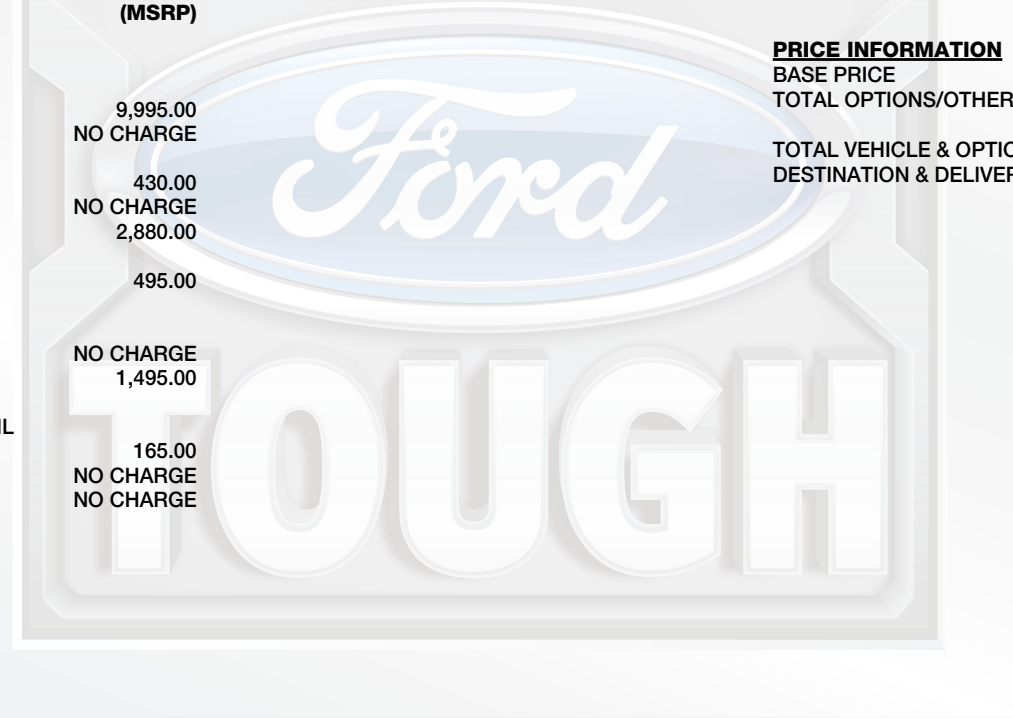 (MSRP)
9,995.00
NO CHARGE
430.00
NO CHARGE
2,880.00
495.00
NO CHARGE
1,495.00
IL
165.00
NO CHARGE
NO CHARGE
PRICE INFORMATION
BASE PRICE
TOTAL OPTIONS/OTHER
TOTAL VEHICLE & OPTIO
DESTINATION & DELIVER
Ford
TOUGH